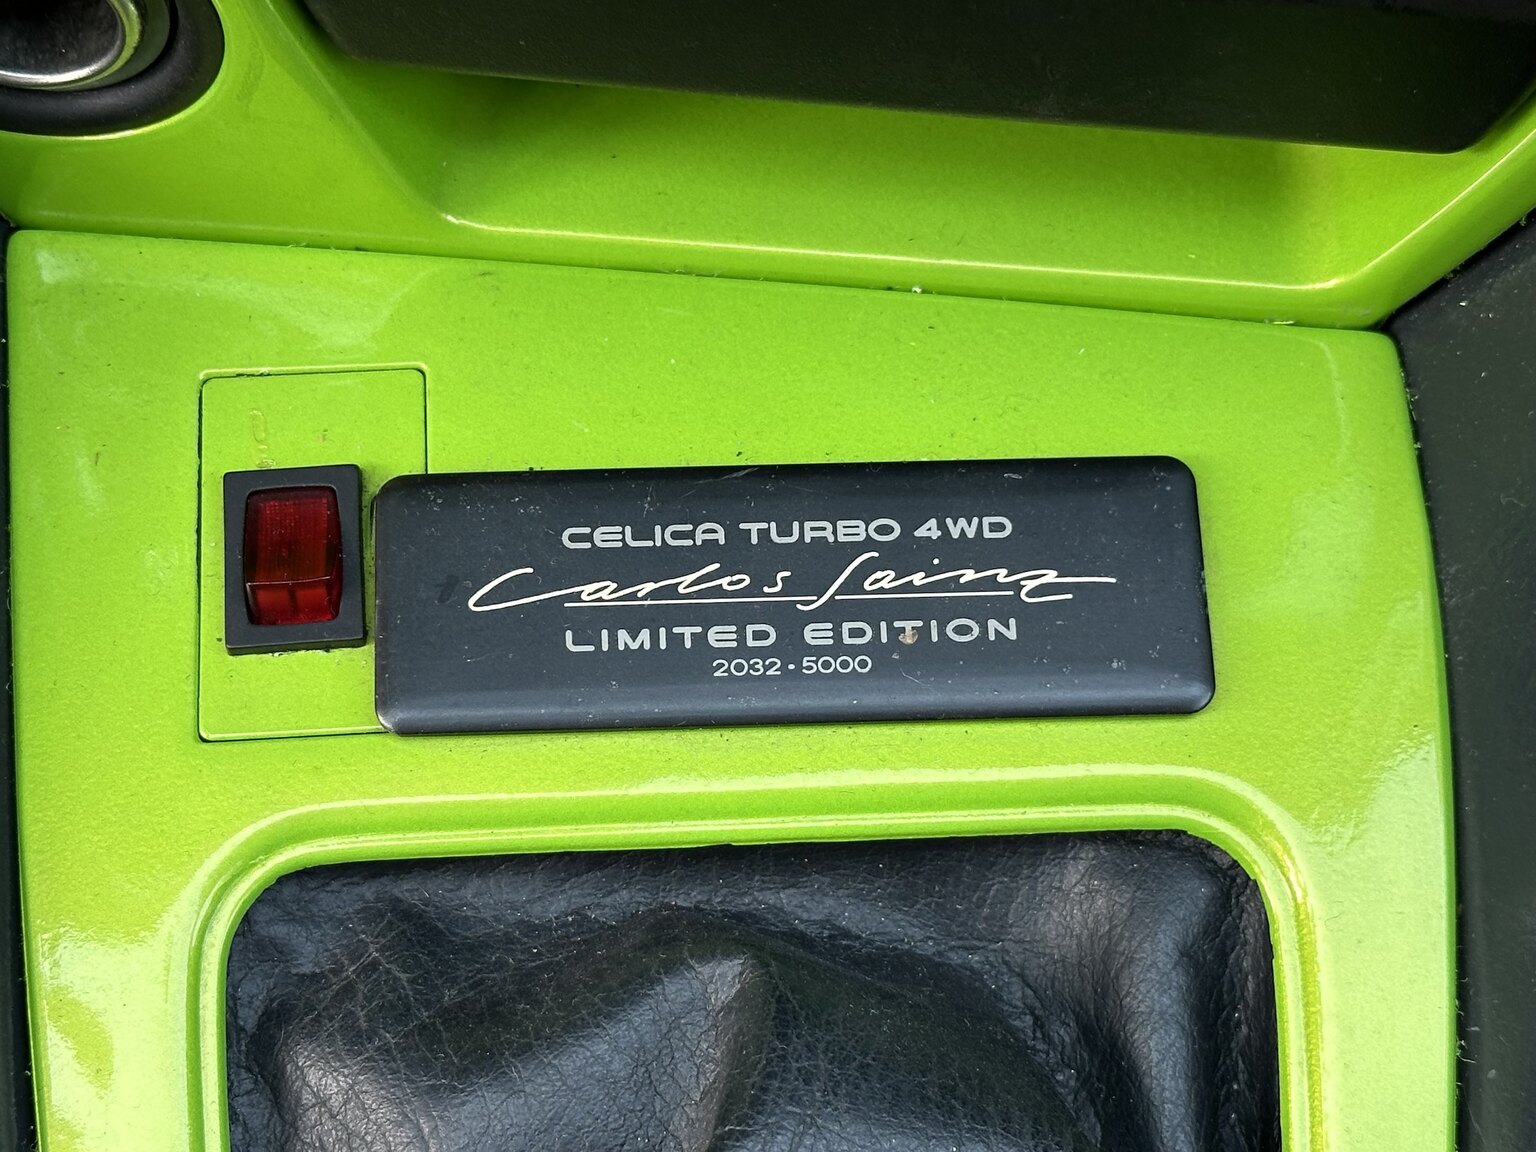 CELICA TURBO 4WD
Carlos Sainz
LIMITED EDITION
2032·5000